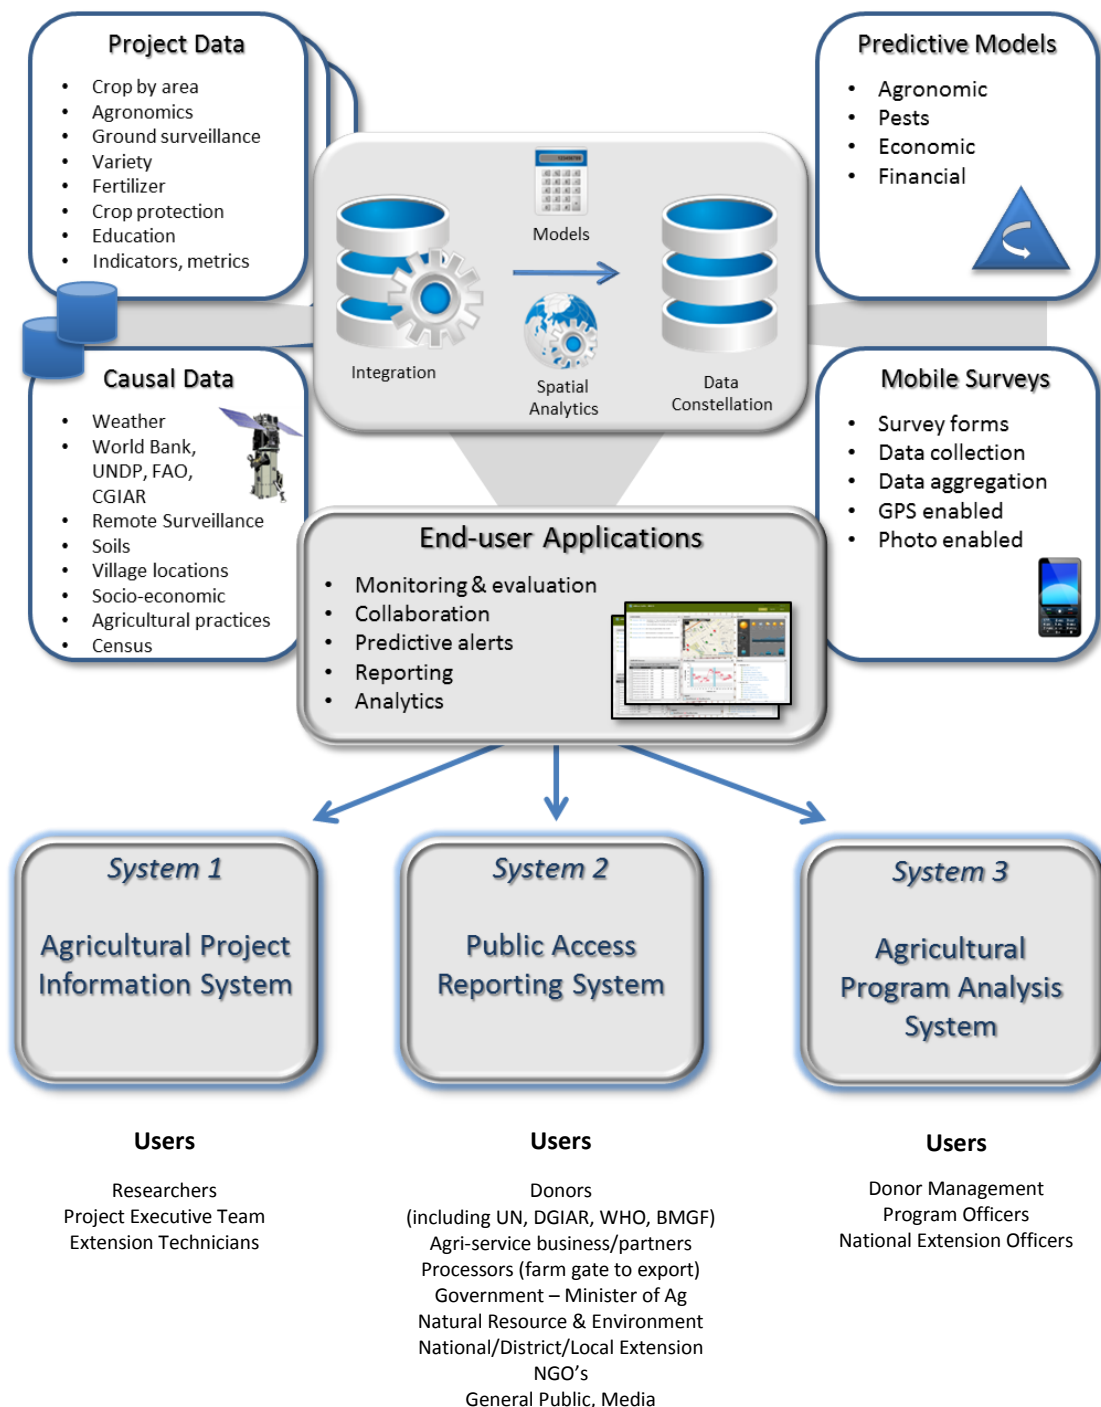 Project Data
• Crop by area
• Agronomics
• Ground surveillance
• Variety
• Fertilizer
• Crop protection
• Education
• Indicators, metrics
Predictive Models
• Agronomic
• Pests
• Economic
• Financial
Models
Integration
Spatial
Analytics
Data
Constellation
Causal Data
• Weather
• World Bank,
UNDP, FAO,
CGIAR
• Remote Surveillance
• Soils
• Village locations
• Socio-economic
• Agricultural practices
• Census
Mobile Surveys
• Survey forms
• Data collection
• Data aggregation
• GPS enabled
• Photo enabled
End-user Applications
• Monitoring & evaluation
• Collaboration
• Predictive alerts
• Reporting
• Analytics
System 1
Agricultural Project
Information System
System 2
Public Access
Reporting System
System 3
Agricultural
Program Analysis
System
Users
Researchers
Project Executive Team
Extension Technicians
Users
Donors
(including UN, DGIAR, WHO, BMGF)
Agri-service business/partners
Processors (farm gate to export)
Government – Minister of Ag
Natural Resource & Environment
National/District/Local Extension
NGO's
General Public, Media
Users
Donor Management
Program Officers
National Extension Officers